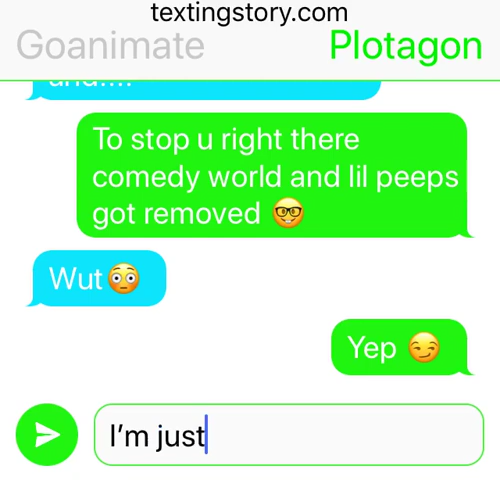 textingstory.com
Goanimate
Plotagon
To stop u right there
comedy world and lil peeps
got removed 🤓
Wut😳
Yep 😏
I'm just